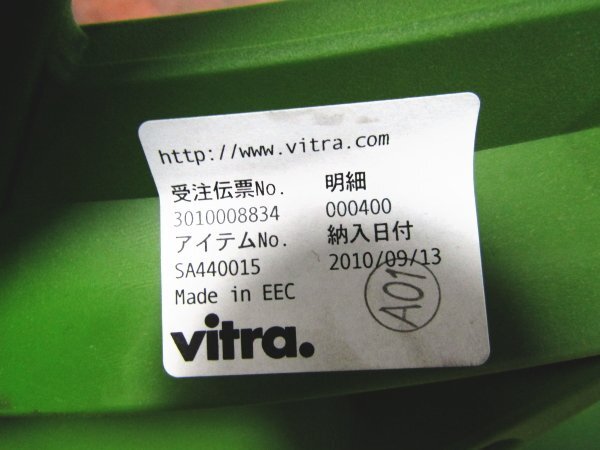 http://www.vitra.com
受注伝票No. 明細
3010008834 000400
アイテムNo. 納入日付
SA440015 2010/09/13
Made in EEC
A01
vitra.